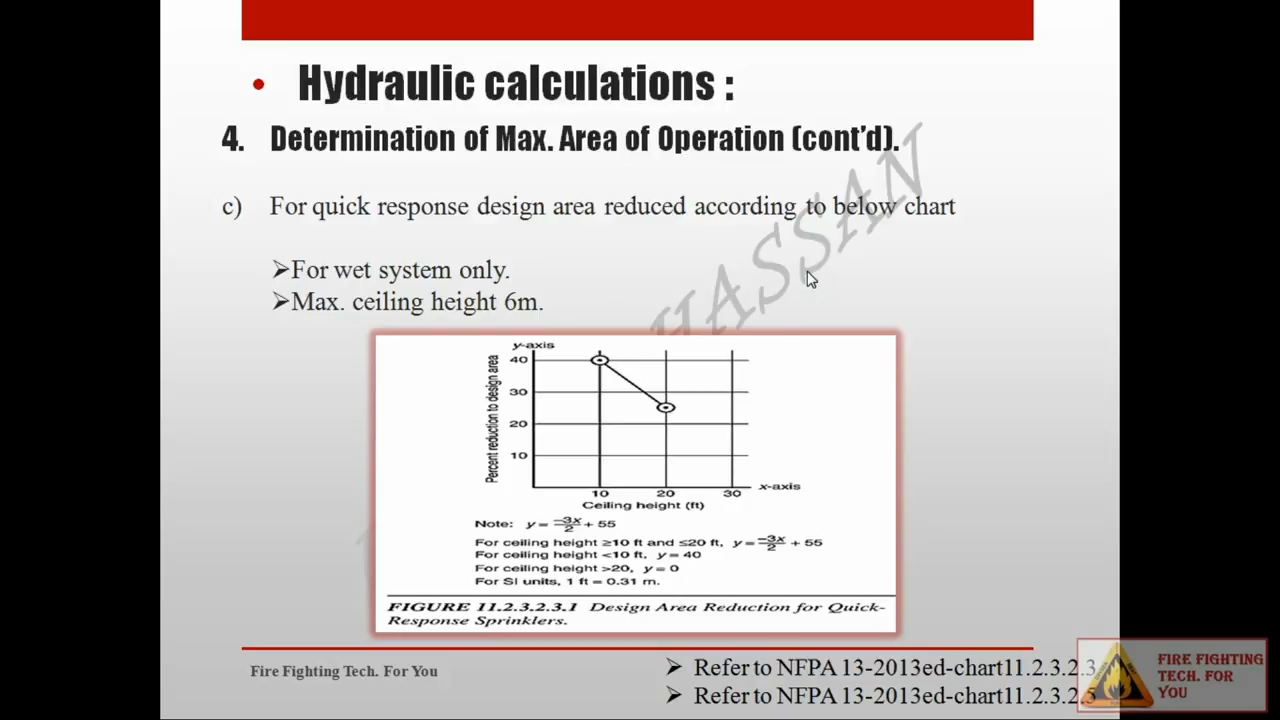 • Hydraulic calculations :
4. Determination of Max. Area of Operation (cont’d).
HASSAN
c) For quick response design area reduced according to below chart
➢For wet system only.
➢Max. ceiling height 6m.
y-axis
40
30
20
10
Percent reduction to design area
10 20 30 x-axis
Ceiling height (ft)
Note: y = −3x/2 + 55
For ceiling height ≥10 ft and ≤20 ft, y = −3x/2 + 55
For ceiling height <10 ft, y = 40
For ceiling height >20, y = 0
For SI units, 1 ft = 0.31 m.
FIGURE 11.2.3.2.3.1 Design Area Reduction for Quick-
Response Sprinklers.
Fire Fighting Tech. For You
➢ Refer to NFPA 13-2013ed-chart11.2.3.2.3
➢ Refer to NFPA 13-2013ed-chart11.2.3.2.5
FIRE FIGHTING
TECH. FOR
YOU